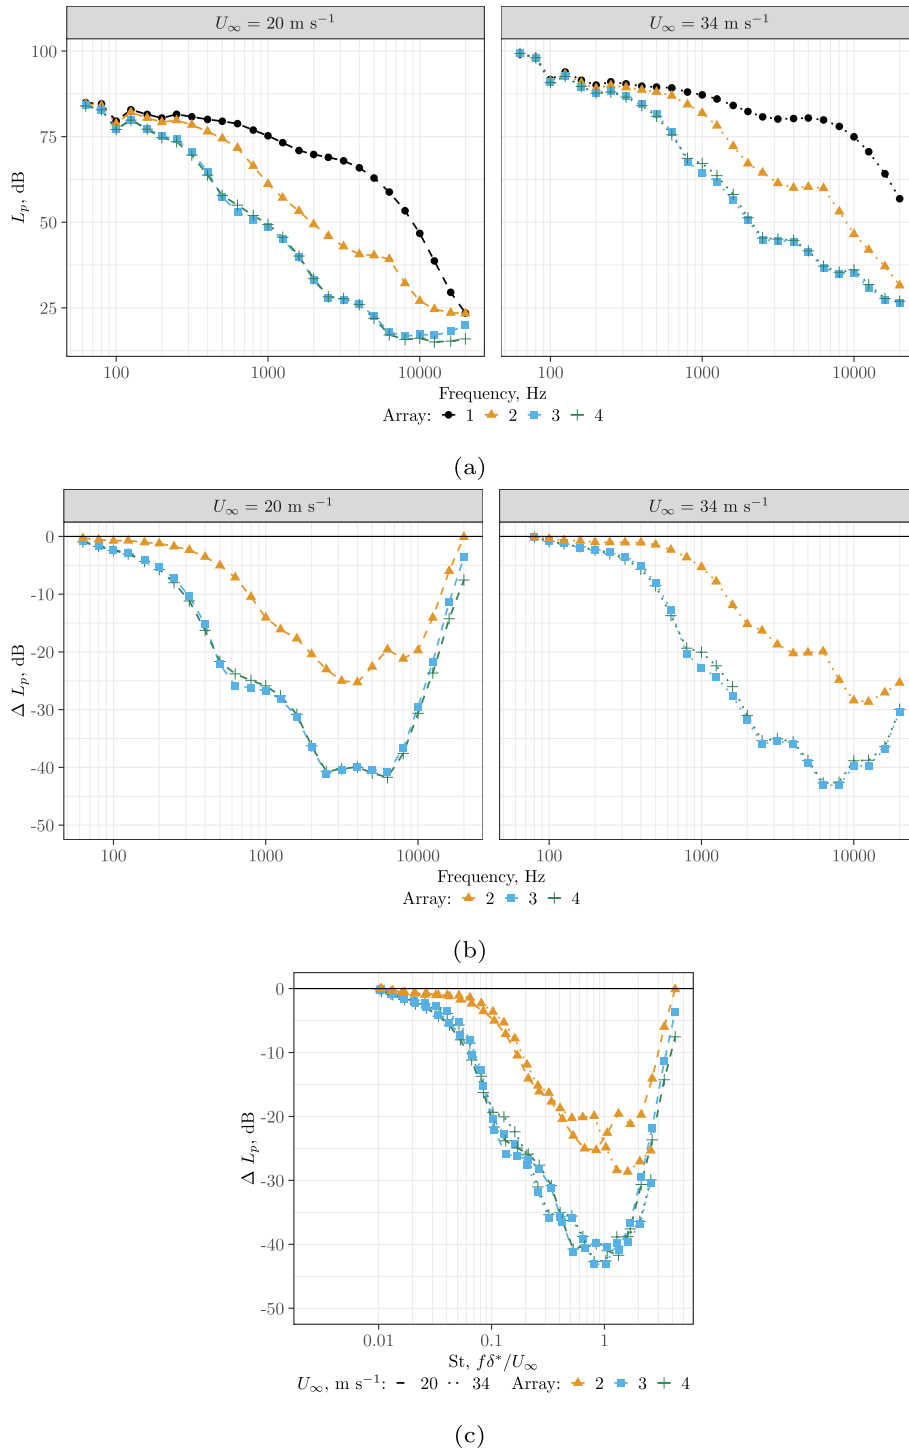 U∞ = 20 m s⁻¹ U∞ = 34 m s⁻¹
100
75
50
25
Lp, dB
100 1000 10000 100 1000 10000
Frequency, Hz
Array: 1 2 3 4
(a)
U∞ = 20 m s⁻¹ U∞ = 34 m s⁻¹
0
-10
-20
-30
-40
-50
Δ Lp, dB
100 1000 10000 100 1000 10000
Frequency, Hz
Array: 2 3 4
(b)
0
-10
-20
-30
-40
-50
Δ Lp, dB
0.01 0.1 1
St, fδ*/U∞
U∞, m s⁻¹: 20 34 Array: 2 3 4
(c)